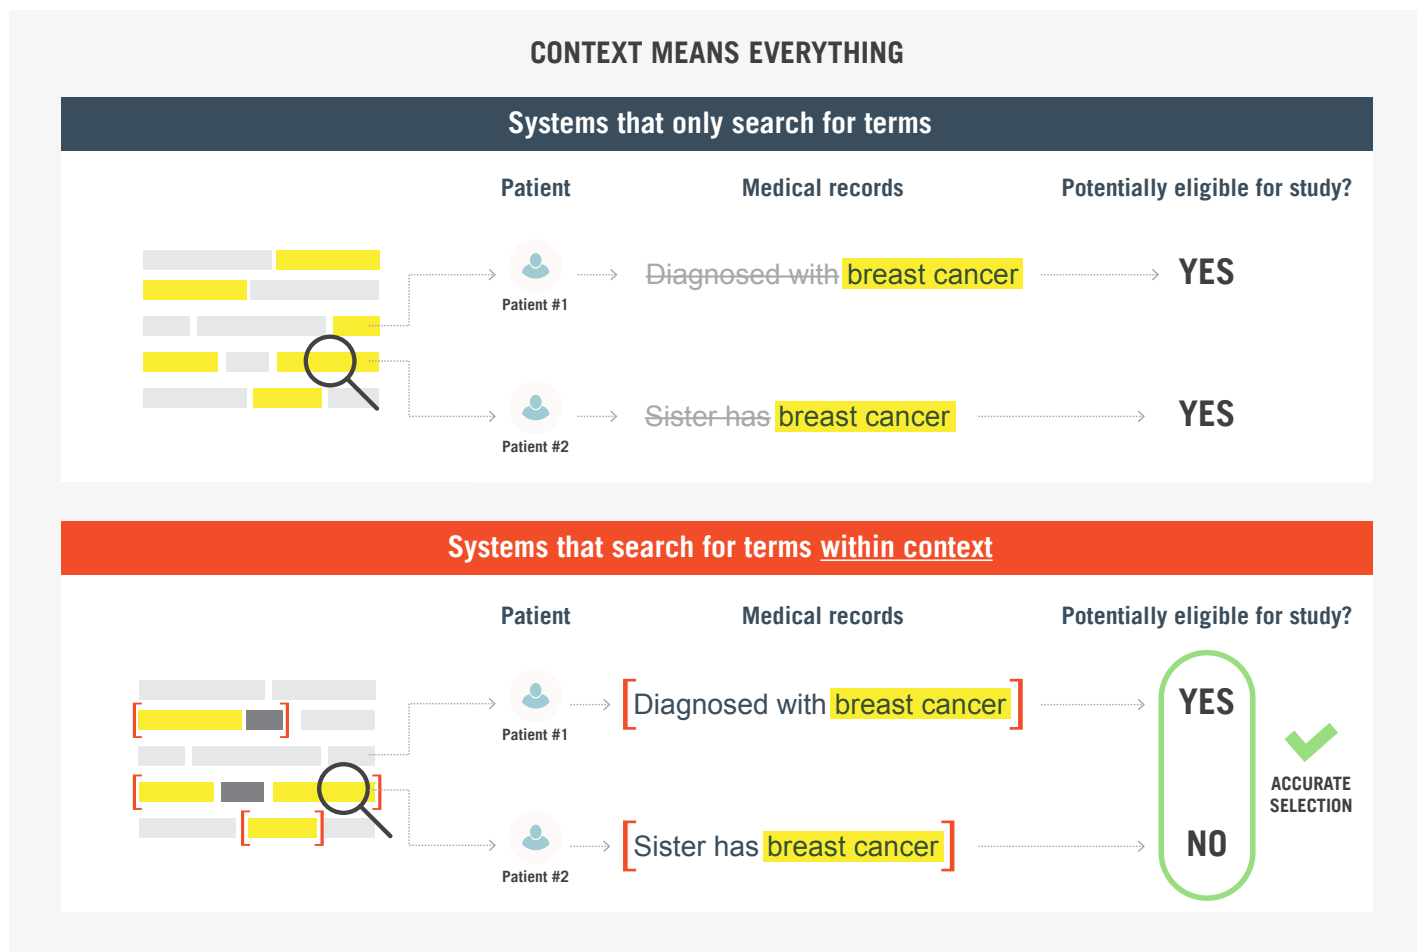 CONTEXT MEANS EVERYTHING
Systems that only search for terms
Patient Medical records Potentially eligible for study?
Patient #1
Diagnosed with breast cancer
YES
Patient #2
Sister has breast cancer
YES
Systems that search for terms within context
Patient Medical records Potentially eligible for study?
Patient #1
[Diagnosed with breast cancer]
YES
Patient #2
[Sister has breast cancer]
NO
ACCURATE
SELECTION